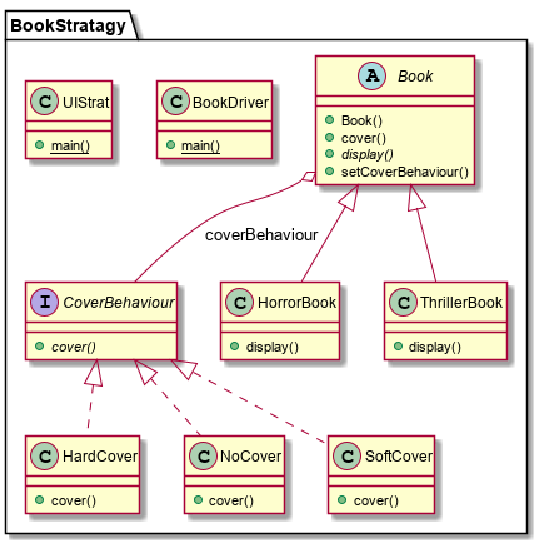 BookStratagy
C UIStrat
main()
C BookDriver
main()
A Book
Book()
cover()
display()
setCoverBehaviour()
coverBehaviour
I CoverBehaviour
cover()
C HorrorBook
display()
C ThrillerBook
display()
C HardCover
cover()
C NoCover
cover()
C SoftCover
cover()